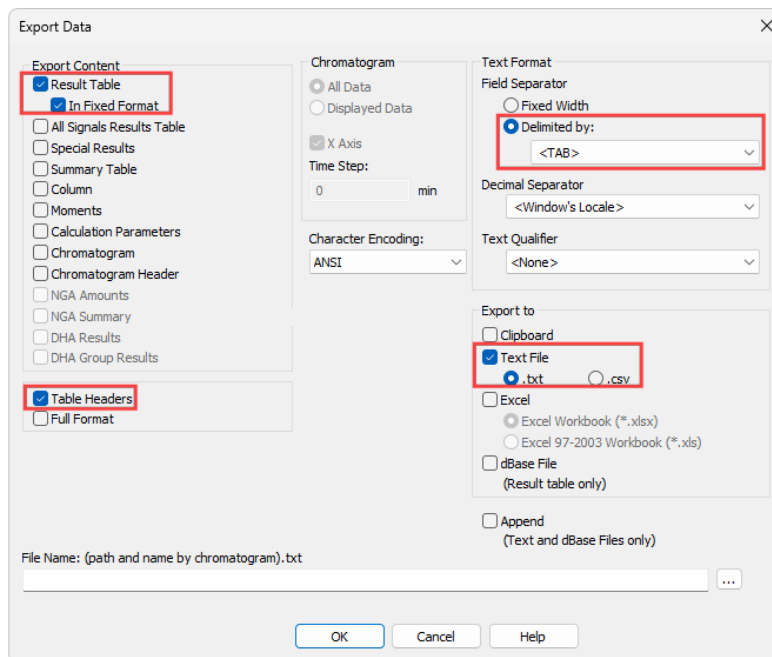 Export Data
Export Content
Result Table
In Fixed Format
All Signals Results Table
Special Results
Summary Table
Column
Moments
Calculation Parameters
Chromatogram
Chromatogram Header
NGA Amounts
NGA Summary
DHA Results
DHA Group Results
Table Headers
Full Format
Chromatogram
All Data
Displayed Data
X Axis
Time Step:
0 min
Character Encoding:
ANSI
Text Format
Field Separator
Fixed Width
Delimited by:
<TAB>
Decimal Separator
<Window's Locale>
Text Qualifier
<None>
Export to
Clipboard
Text File
.txt .csv
Excel
Excel Workbook (*.xlsx)
Excel 97-2003 Workbook (*.xls)
dBase File
(Result table only)
Append
(Text and dBase Files only)
File Name: (path and name by chromatogram).txt
...
OK Cancel Help